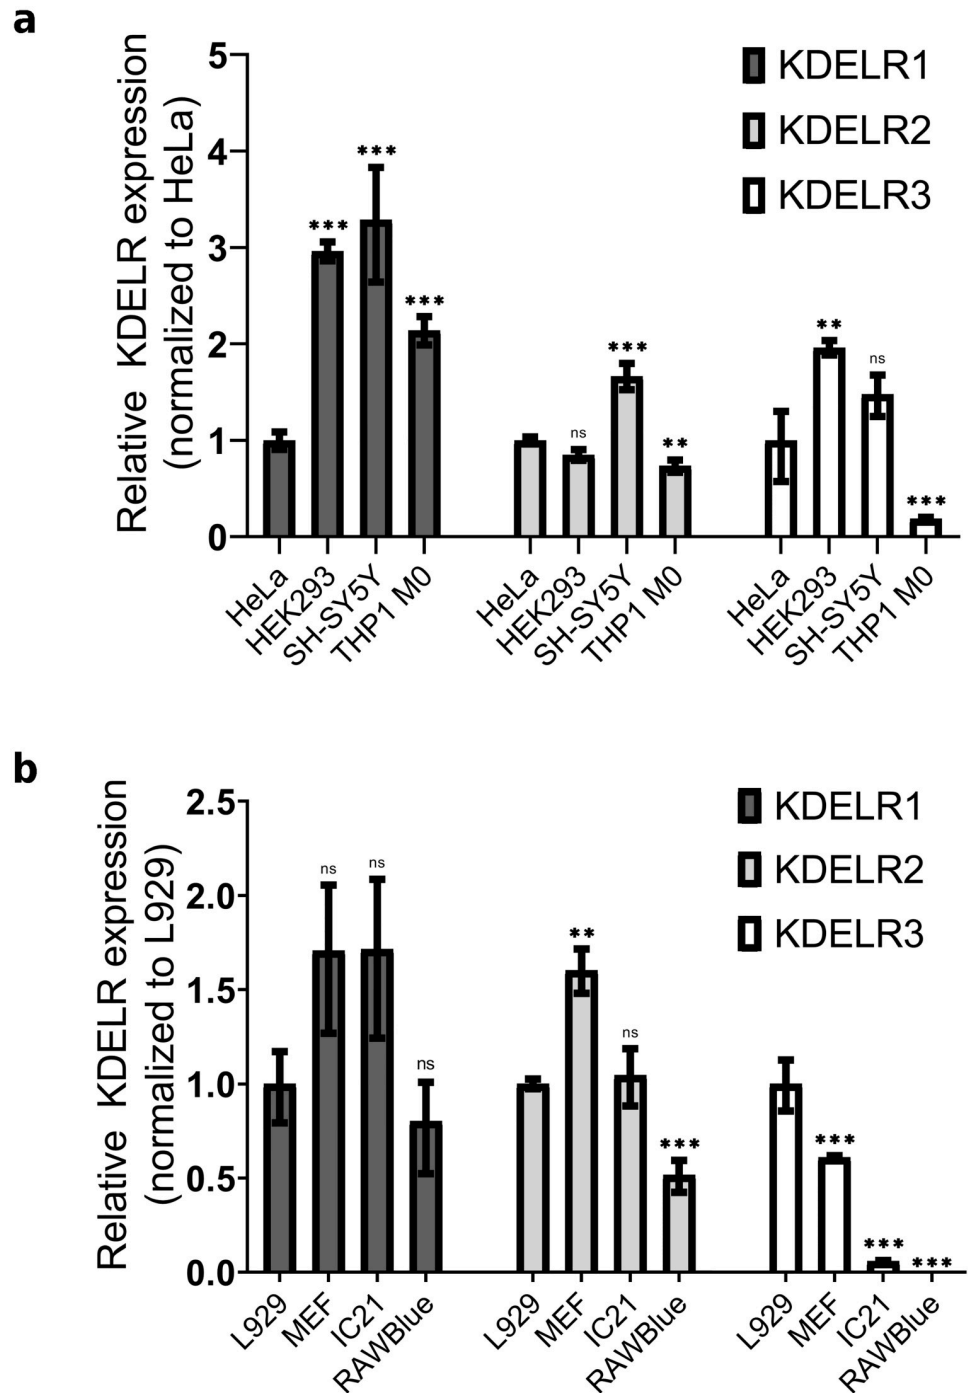 a
Relative KDELR expression
(normalized to HeLa)
5
4
3
2
1
0
KDELR1
KDELR2
KDELR3
***
***
***
ns
***
**
**
ns
***
HeLa
HEK293
SH-SY5Y
THP1 M0
HeLa
HEK293
SH-SY5Y
THP1 M0
HeLa
HEK293
SH-SY5Y
THP1 M0
b
Relative KDELR expression
(normalized to L929)
2.5
2.0
1.5
1.0
0.5
0.0
KDELR1
KDELR2
KDELR3
ns
ns
ns
**
ns
***
***
***
***
L929
MEF
IC21
RAWBlue
L929
MEF
IC21
RAWBlue
L929
MEF
IC21
RAWBlue